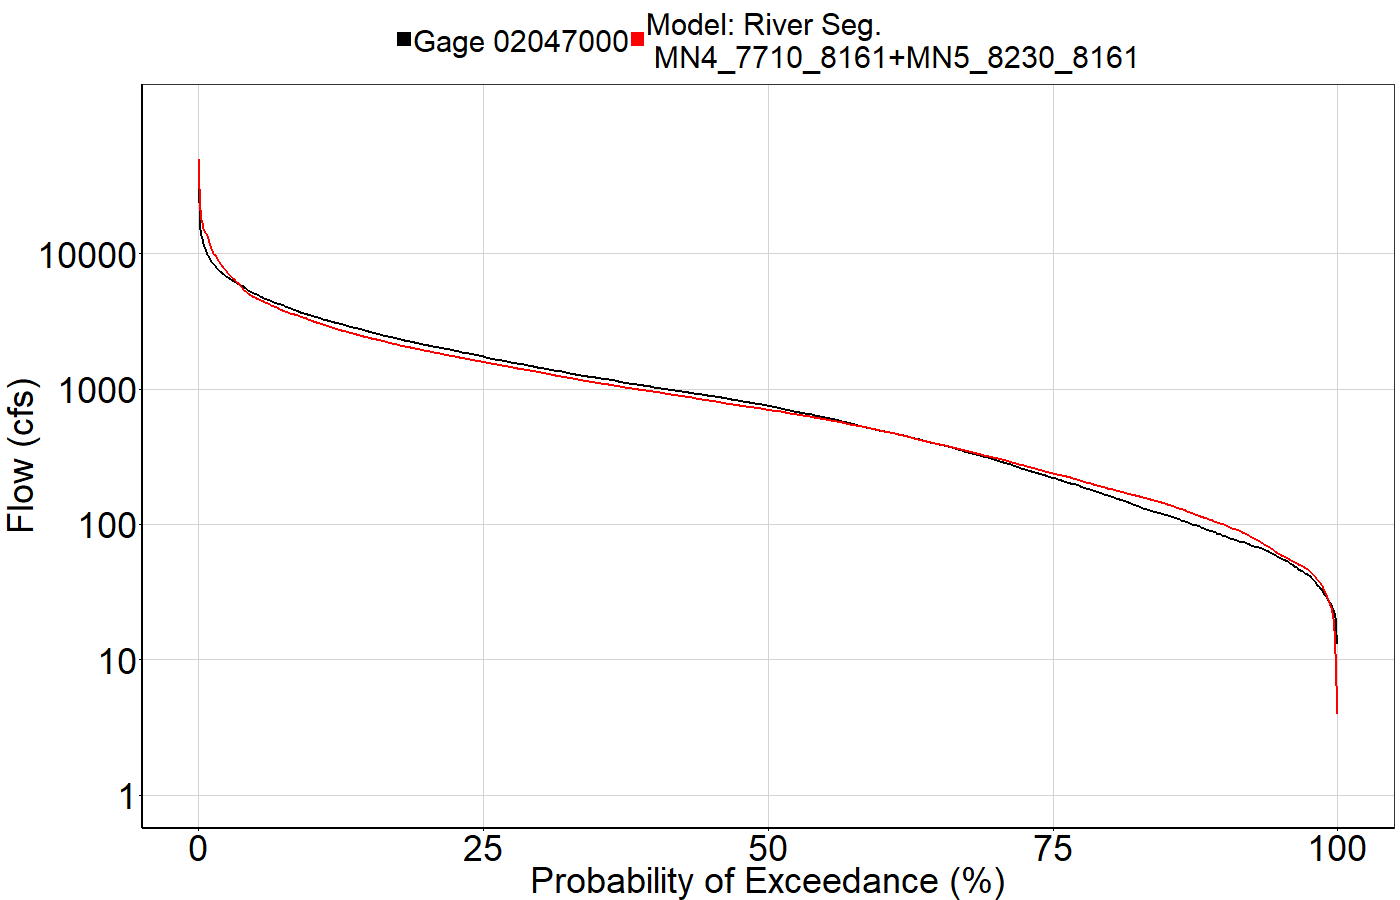 Gage 02047000
Model: River Seg.
MN4_7710_8161+MN5_8230_8161
Flow (cfs)
10000
1000
100
10
1
0
25
50
75
100
Probability of Exceedance (%)